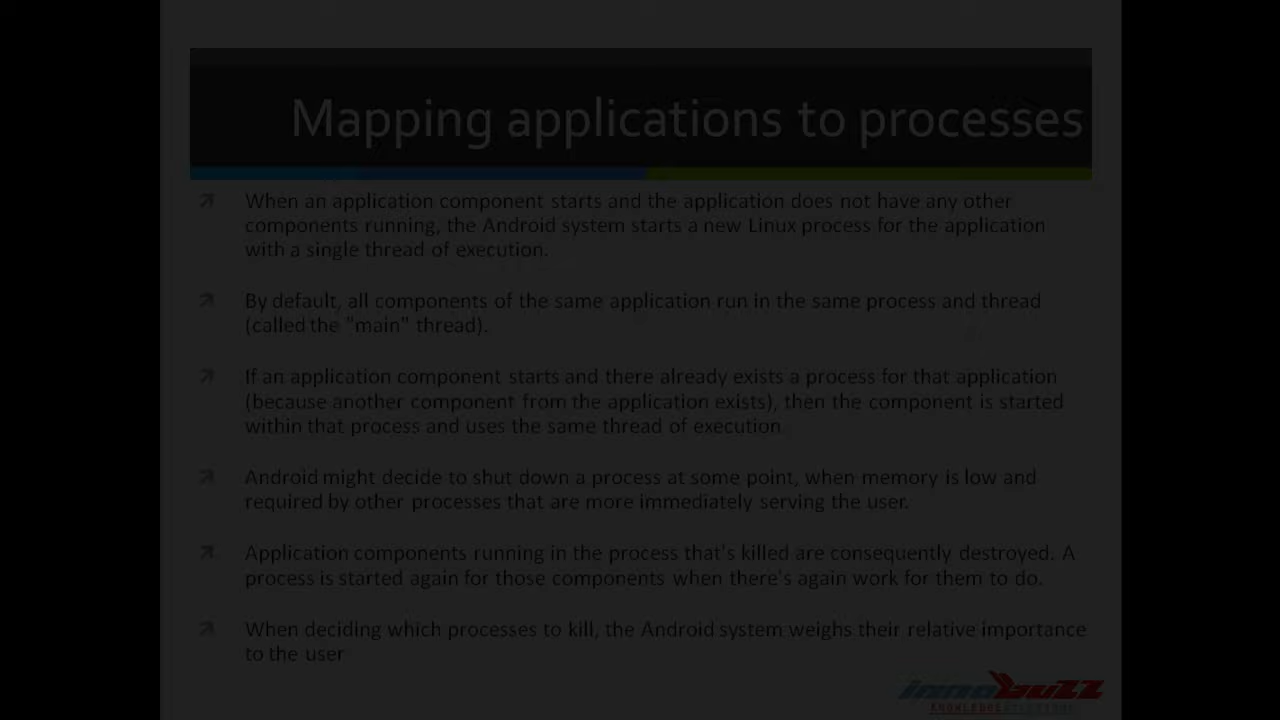 Mapping applications to processes
When an application component starts and the application does not have any other
components running, the Android system starts a new Linux process for the application
with a single thread of execution.
By default, all components of the same application run in the same process and thread
(called the "main" thread).
If an application component starts and there already exists a process for that application
(because another component from the application exists), then the component is started
within that process and uses the same thread of execution.
Android might decide to shut down a process at some point, when memory is low and
required by other processes that are more immediately serving the user.
Application components running in the process that's killed are consequently destroyed. A
process is started again for those components when there's again work for them to do.
When deciding which processes to kill, the Android system weighs their relative importance
to the user
innobuzz